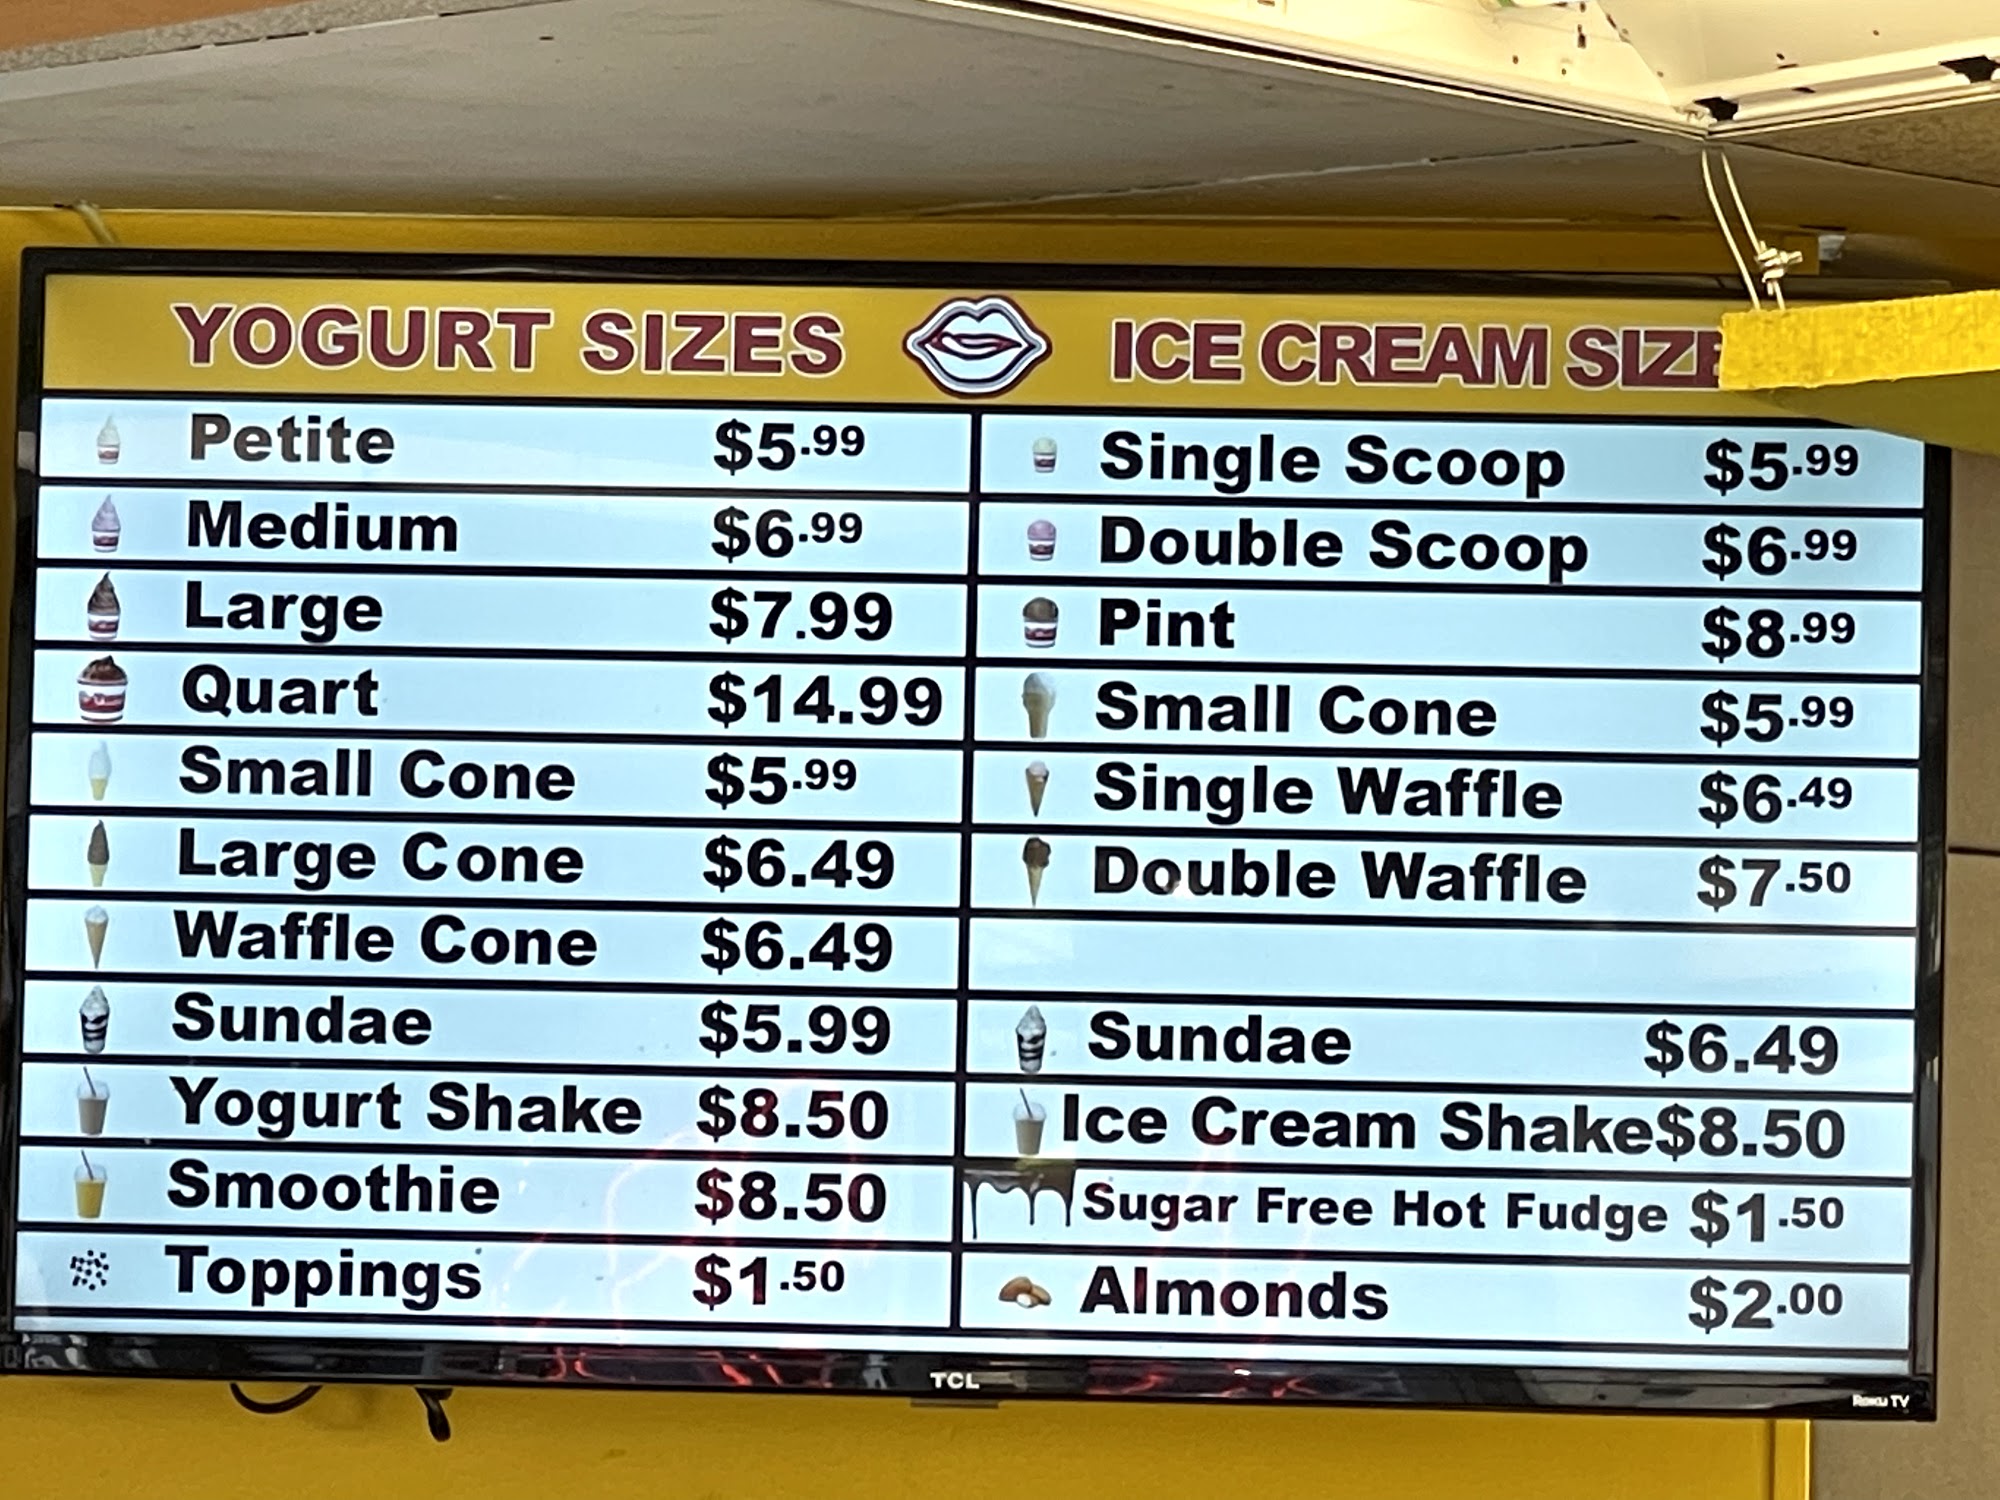 YOGURT SIZES
Petite $5.99
Medium $6.99
Large $7.99
Quart $14.99
Small Cone $5.99
Large Cone $6.49
Waffle Cone $6.49
Sundae $5.99
Yogurt Shake $8.50
Smoothie $8.50
Toppings $1.50
ICE CREAM SIZE
Single Scoop $5.99
Double Scoop $6.99
Pint $8.99
Small Cone $5.99
Single Waffle $6.49
Double Waffle $7.50
Sundae $6.49
Ice Cream Shake$8.50
Sugar Free Hot Fudge $1.50
Almonds $2.00
TCL
Roku TV